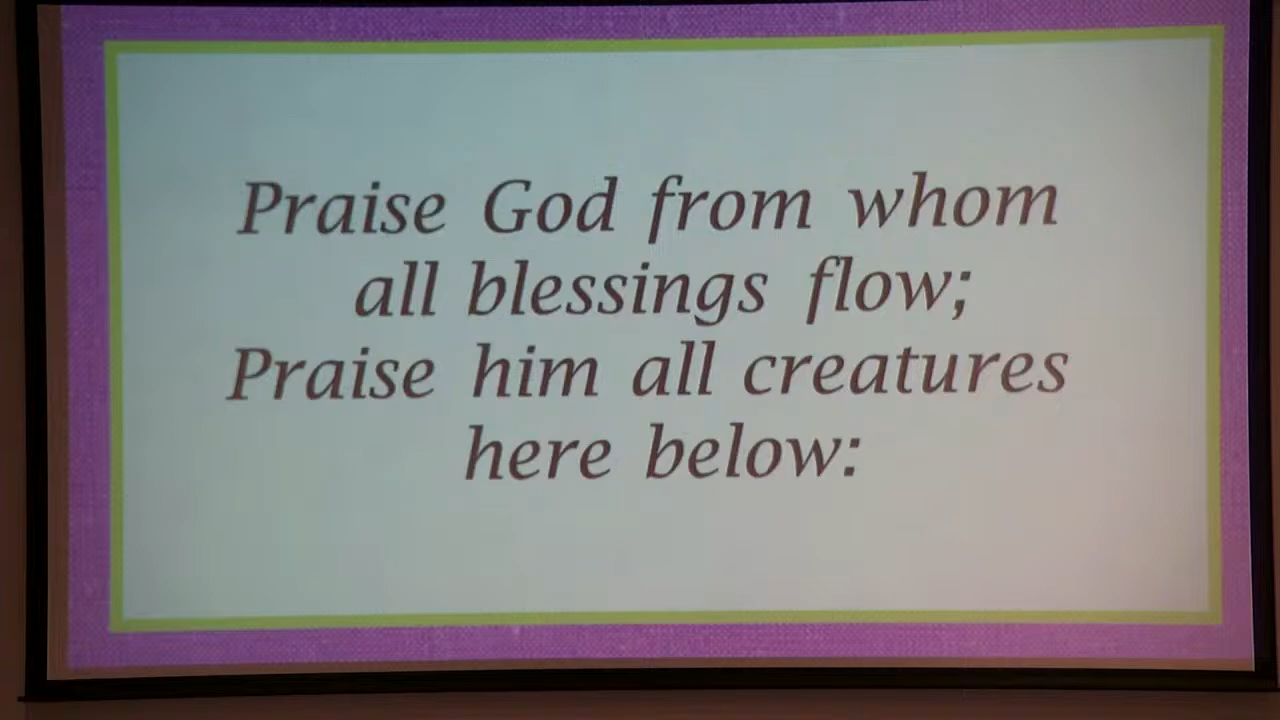 Praise God from whom
all blessings flow;
Praise him all creatures
here below: